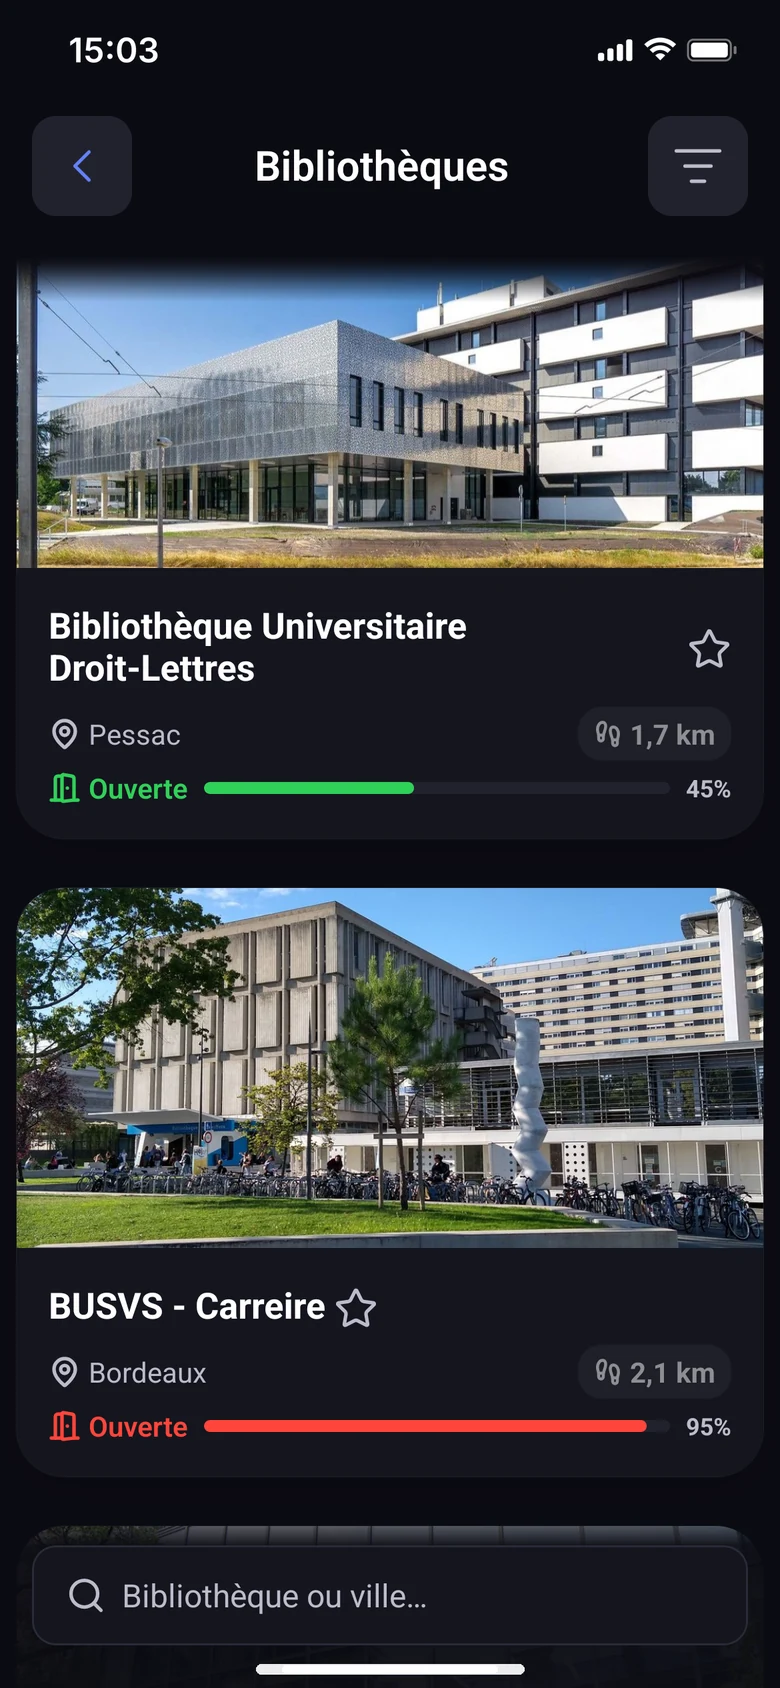 15:03
Bibliothèques
Bibliothèque Universitaire
Droit-Lettres
Pessac
1,7 km
Ouverte
45%
BUSVS - Carreire
Bordeaux
2,1 km
Ouverte
95%
Bibliothèque ou ville...